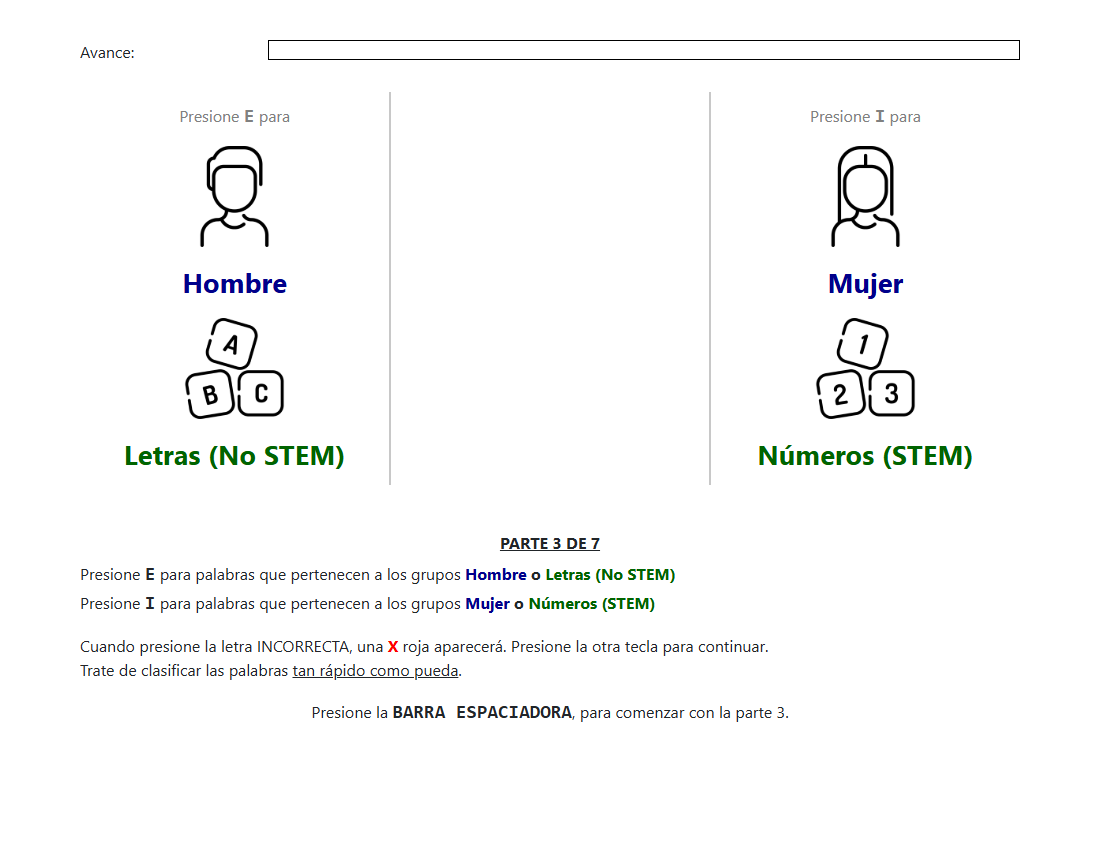 Avance:
Presione E para
Presione I para
Hombre
Mujer
A
B C
1
2 3
Letras (No STEM)
Números (STEM)
PARTE 3 DE 7
Presione E para palabras que pertenecen a los grupos Hombre o Letras (No STEM)
Presione I para palabras que pertenecen a los grupos Mujer o Números (STEM)
Cuando presione la letra INCORRECTA, una X roja aparecerá. Presione la otra tecla para continuar.
Trate de clasificar las palabras tan rápido como pueda.
Presione la BARRA ESPACIADORA, para comenzar con la parte 3.